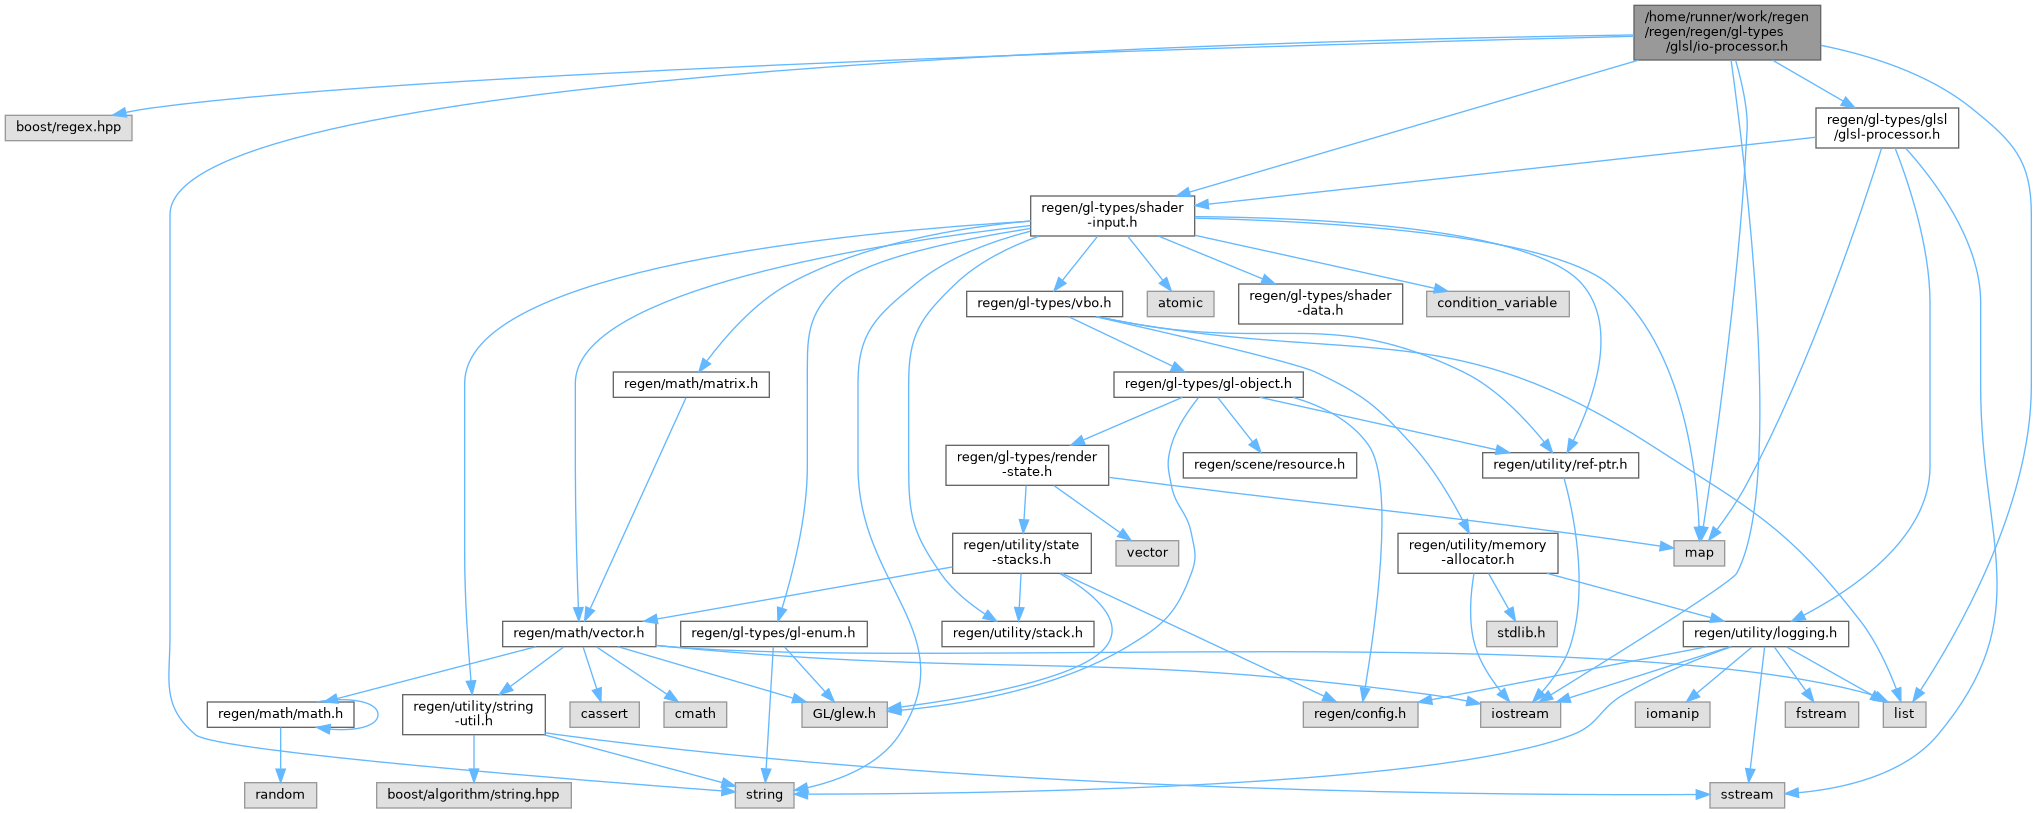 /home/runner/work/regen
/regen/regen/gl-types
/glsl/io-processor.h
boost/regex.hpp
regen/gl-types/glsl
/glsl-processor.h
regen/gl-types/shader
-input.h
regen/gl-types/vbo.h
atomic
regen/gl-types/shader
-data.h
condition_variable
regen/math/matrix.h
regen/gl-types/gl-object.h
regen/gl-types/render
-state.h
regen/scene/resource.h
regen/utility/ref-ptr.h
regen/utility/state
-stacks.h
vector
regen/utility/memory
-allocator.h
map
regen/math/vector.h
regen/gl-types/gl-enum.h
regen/utility/stack.h
stdlib.h
regen/utility/logging.h
regen/math/math.h
regen/utility/string
-util.h
cassert
cmath
GL/glew.h
regen/config.h
iostream
iomanip
fstream
list
random
boost/algorithm/string.hpp
string
sstream